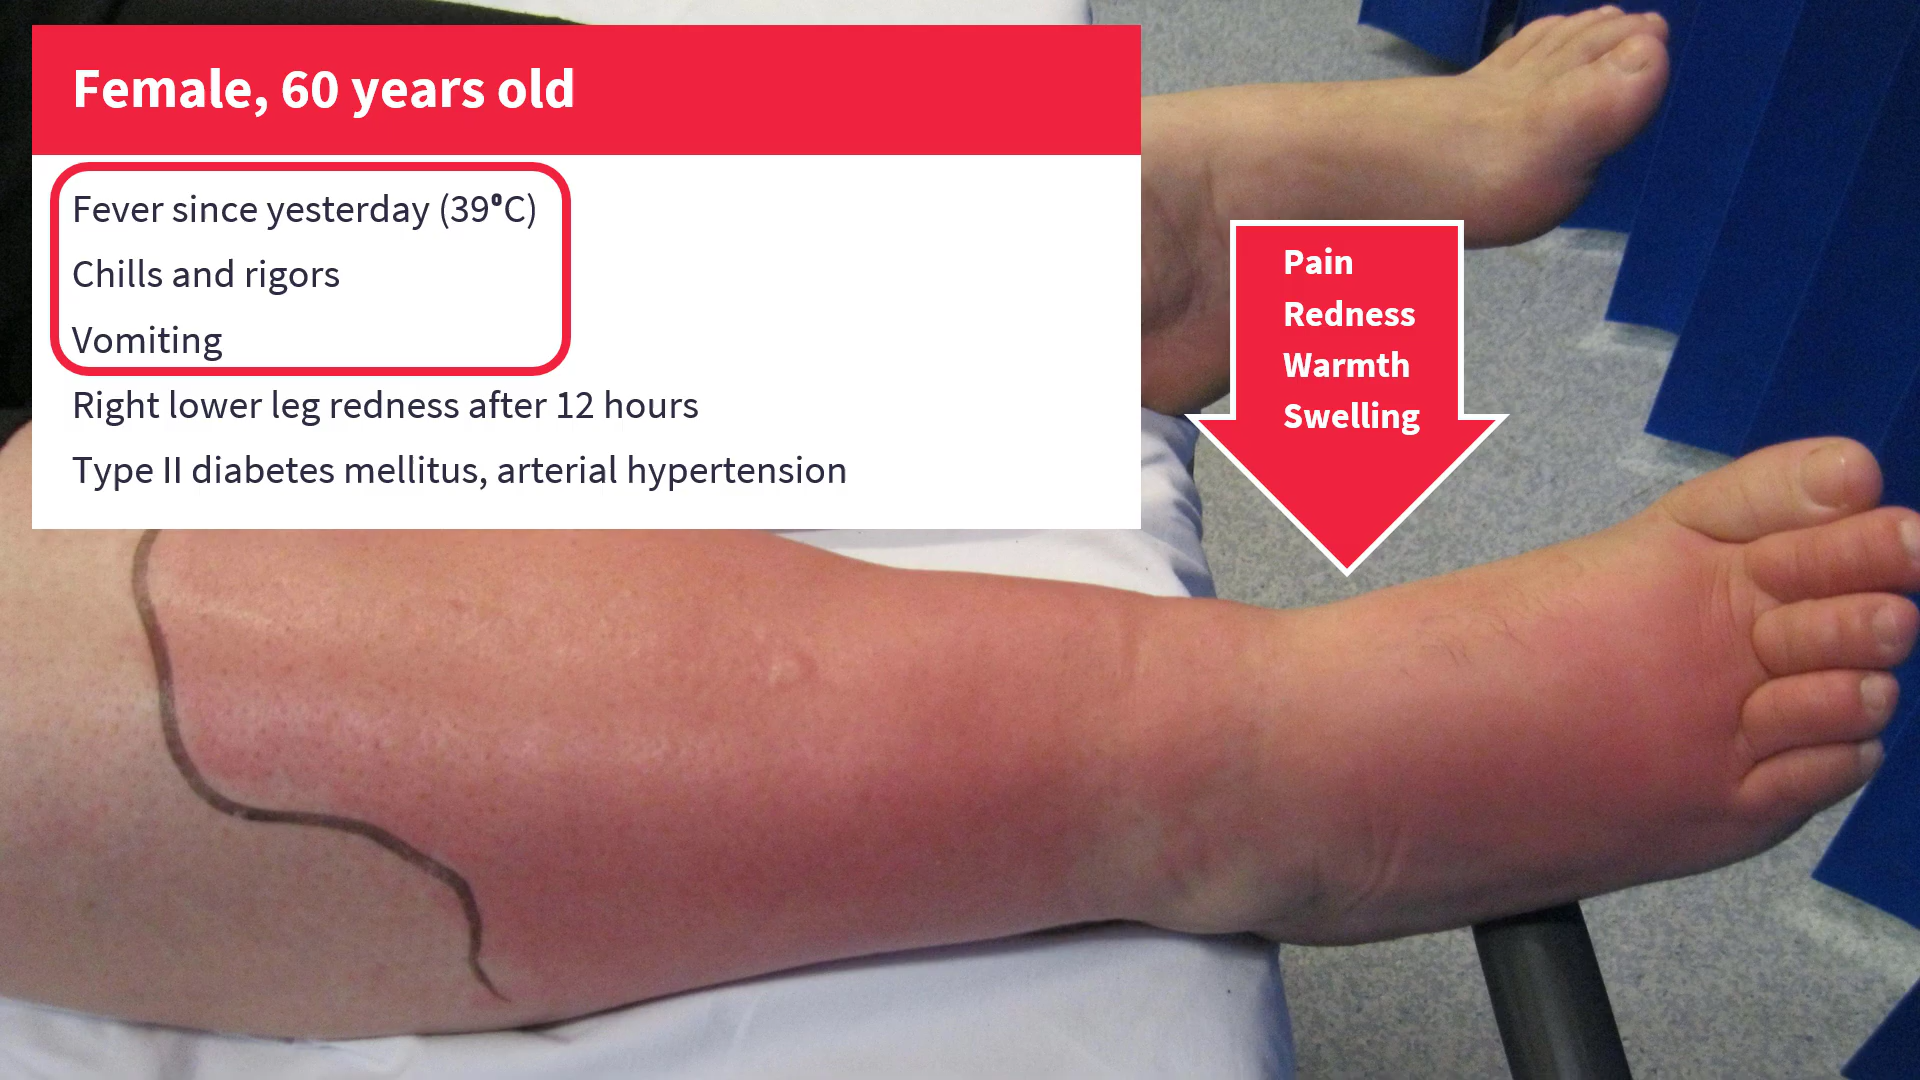 Female, 60 years old
Fever since yesterday (39°C)
Chills and rigors
Vomiting
Right lower leg redness after 12 hours
Type II diabetes mellitus, arterial hypertension
Pain
Redness
Warmth
Swelling